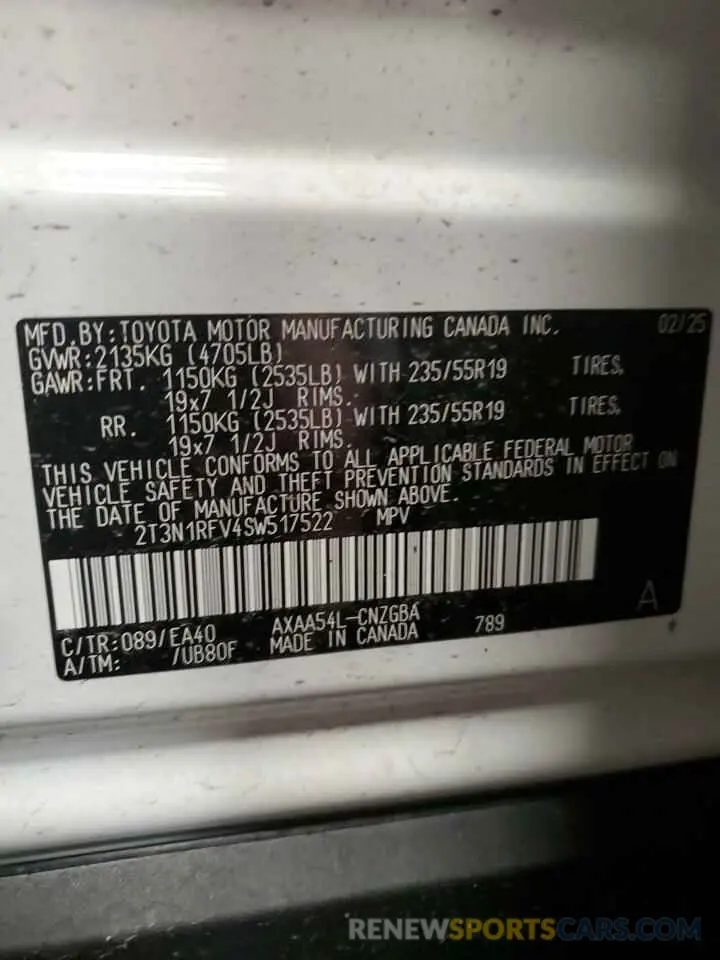 MFD.BY:TOYOTA MOTOR MANUFACTURING CANADA INC. 02/25
GVWR:2135KG (4705LB)
GAWR:FRT. 1150KG (2535LB) WITH 235/55R19 TIRES,
19x7 1/2J RIMS.
RR. 1150KG (2535LB) WITH 235/55R19 TIRES,
19x7 1/2J RIMS.
THIS VEHICLE CONFORMS TO ALL APPLICABLE FEDERAL MOTOR
VEHICLE SAFETY AND THEFT PREVENTION STANDARDS IN EFFECT ON
THE DATE OF MANUFACTURE SHOWN ABOVE.
2T3N1RFV4SW517522 MPV
A
C/TR:089/EA40 AXAA54L-CNZGBA 789
A/TM: /UB80F MADE IN CANADA
RENEWSPORTSCARS.COM